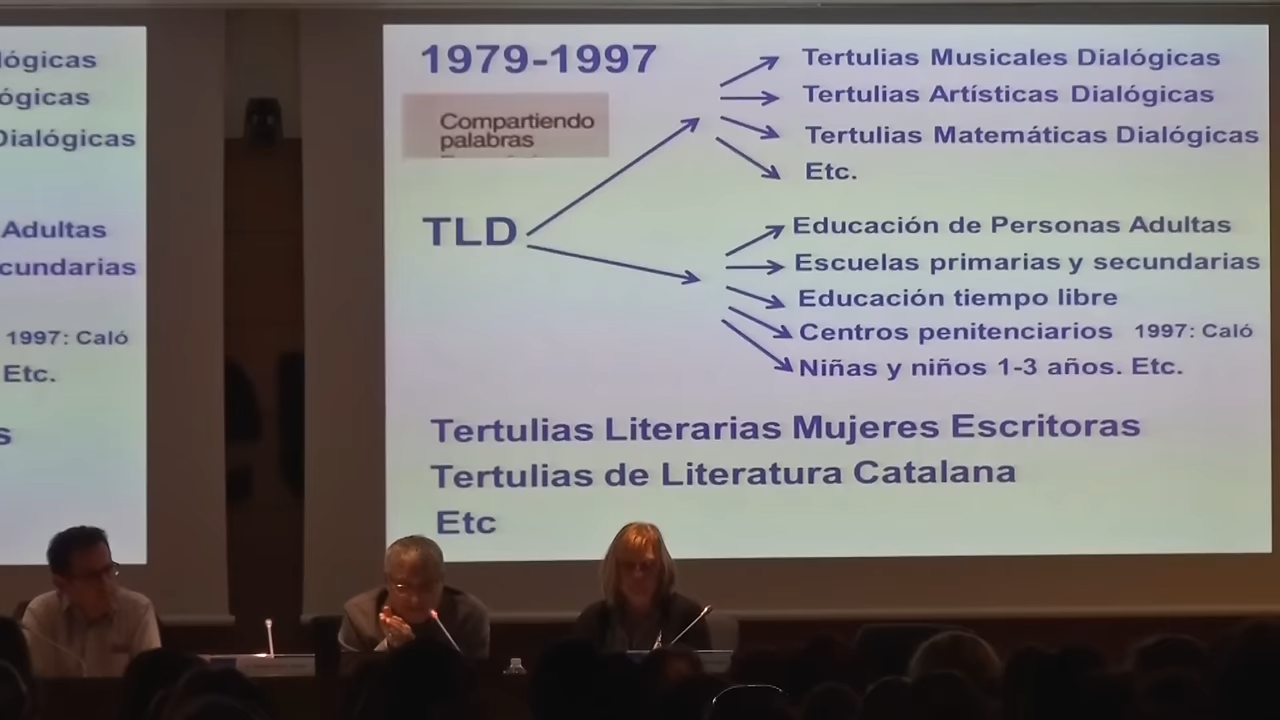 lógicas
ógicas
Dialógicas
Adultas
cundarias
1997: Caló
Etc.
s
1979-1997
Compartiendo
palabras
TLD
Tertulias Musicales Dialógicas
Tertulias Artísticas Dialógicas
Tertulias Matemáticas Dialógicas
Etc.
Educación de Personas Adultas
Escuelas primarias y secundarias
Educación tiempo libre
Centros penitenciarios 1997: Caló
Niñas y niños 1-3 años. Etc.
Tertulias Literarias Mujeres Escritoras
Tertulias de Literatura Catalana
Etc